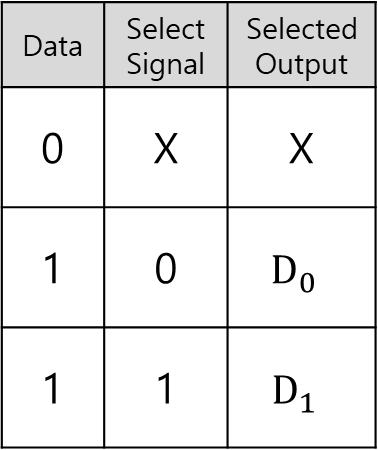 Data
Select
Signal
Selected
Output
0 X X
1 0 D₀
1 1 D₁